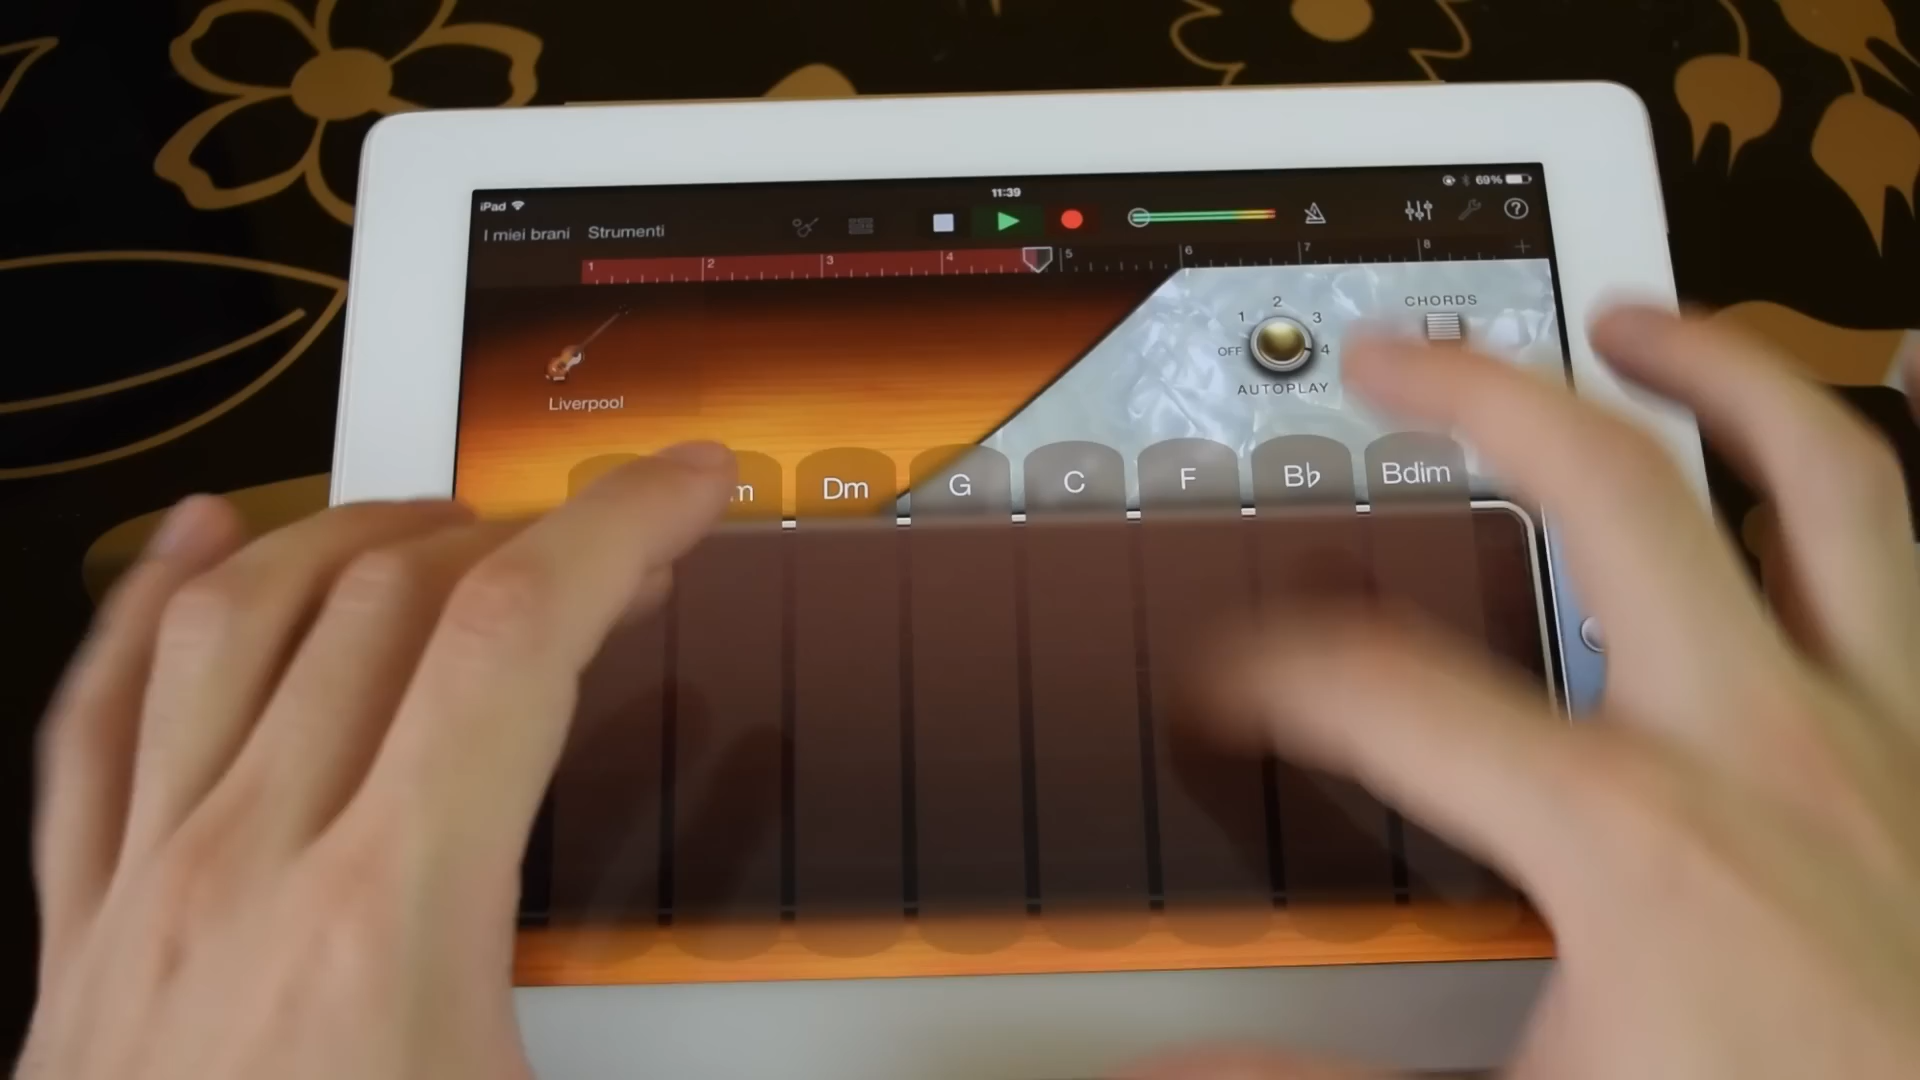 iPad
11:39
69%
I miei brani
Strumenti
1 2 3 4 5 6 7 8
Liverpool
OFF 1 2 3 4
AUTOPLAY
CHORDS
Dm G C F B♭ Bdim